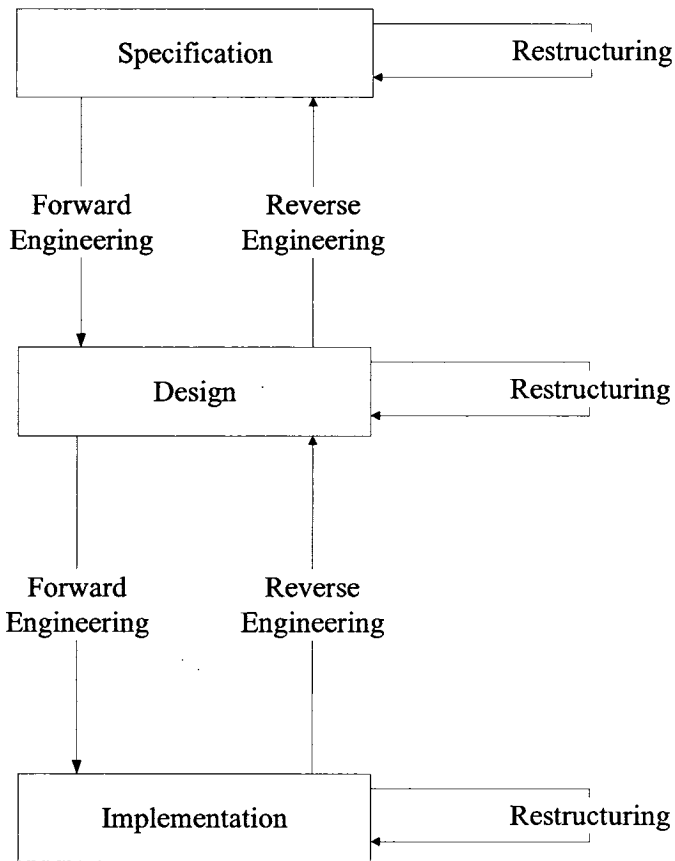 Specification
Restructuring
Forward
Engineering
Reverse
Engineering
Design
Restructuring
Forward
Engineering
Reverse
Engineering
Implementation
Restructuring